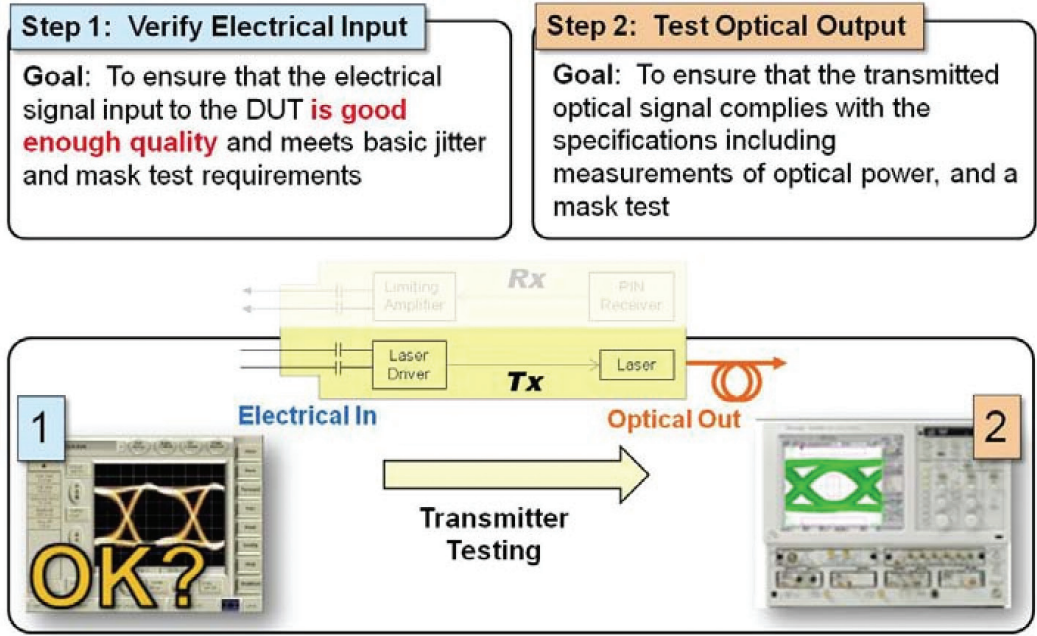 Step 1: Verify Electrical Input
Goal: To ensure that the electrical
signal input to the DUT is good
enough quality and meets basic jitter
and mask test requirements
Step 2: Test Optical Output
Goal: To ensure that the transmitted
optical signal complies with the
specifications including
measurements of optical power, and a
mask test
Limiting
Amplifier
Rx
PIN
Receiver
Laser
Driver
Tx
Laser
Electrical In
Optical Out
1
OK?
Transmitter
Testing
2